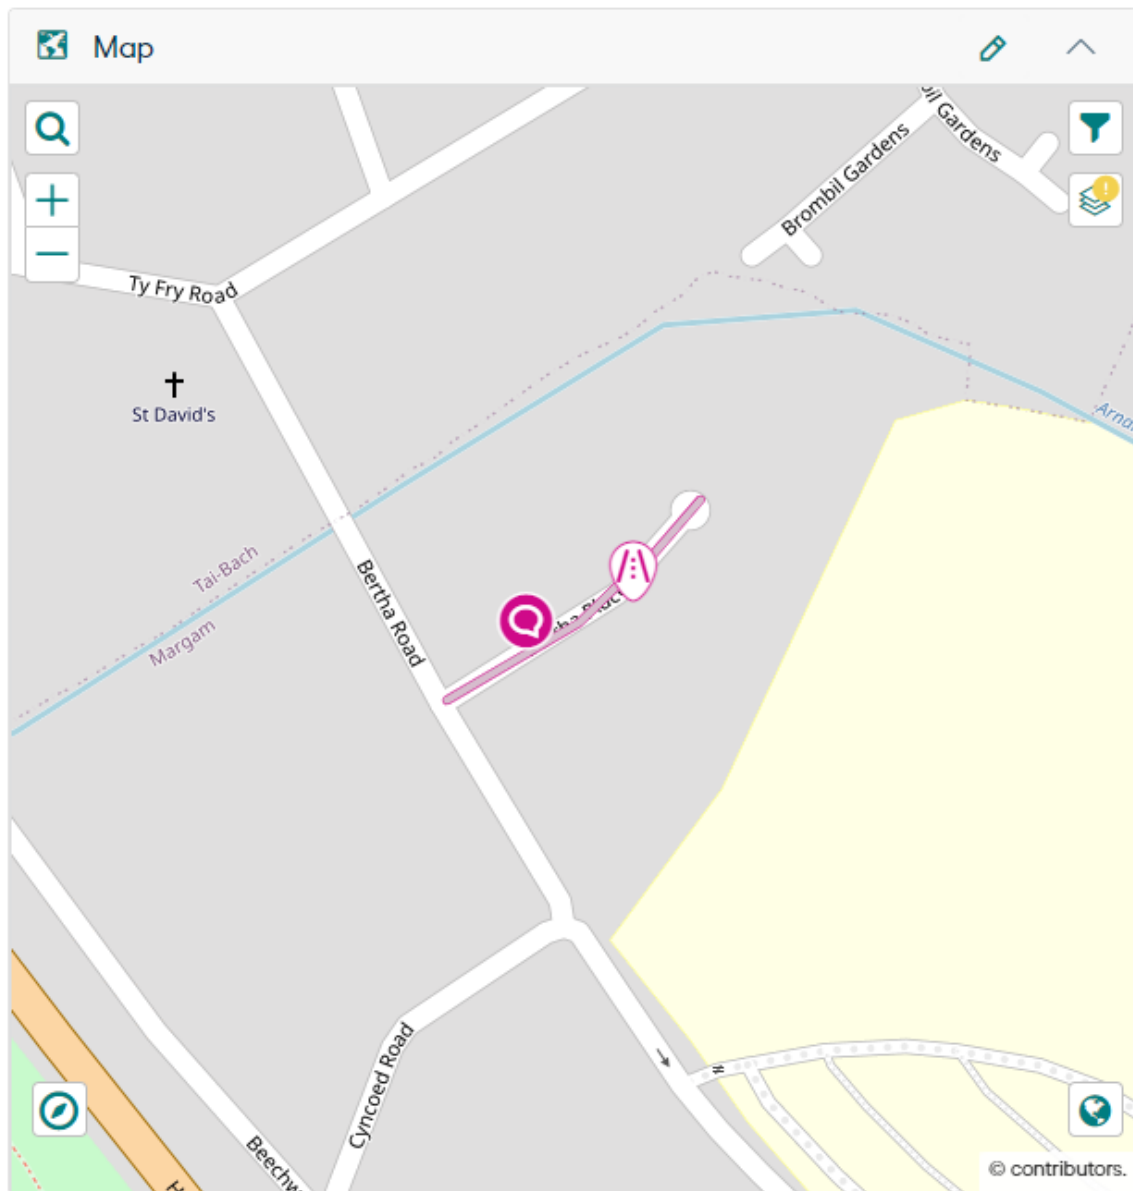 Map
Gardens
Brombil Gardens
Ty Fry Road
St David's
Tai-Bach
Margam
Bertha Road
Cyncoed Road
© contributors.